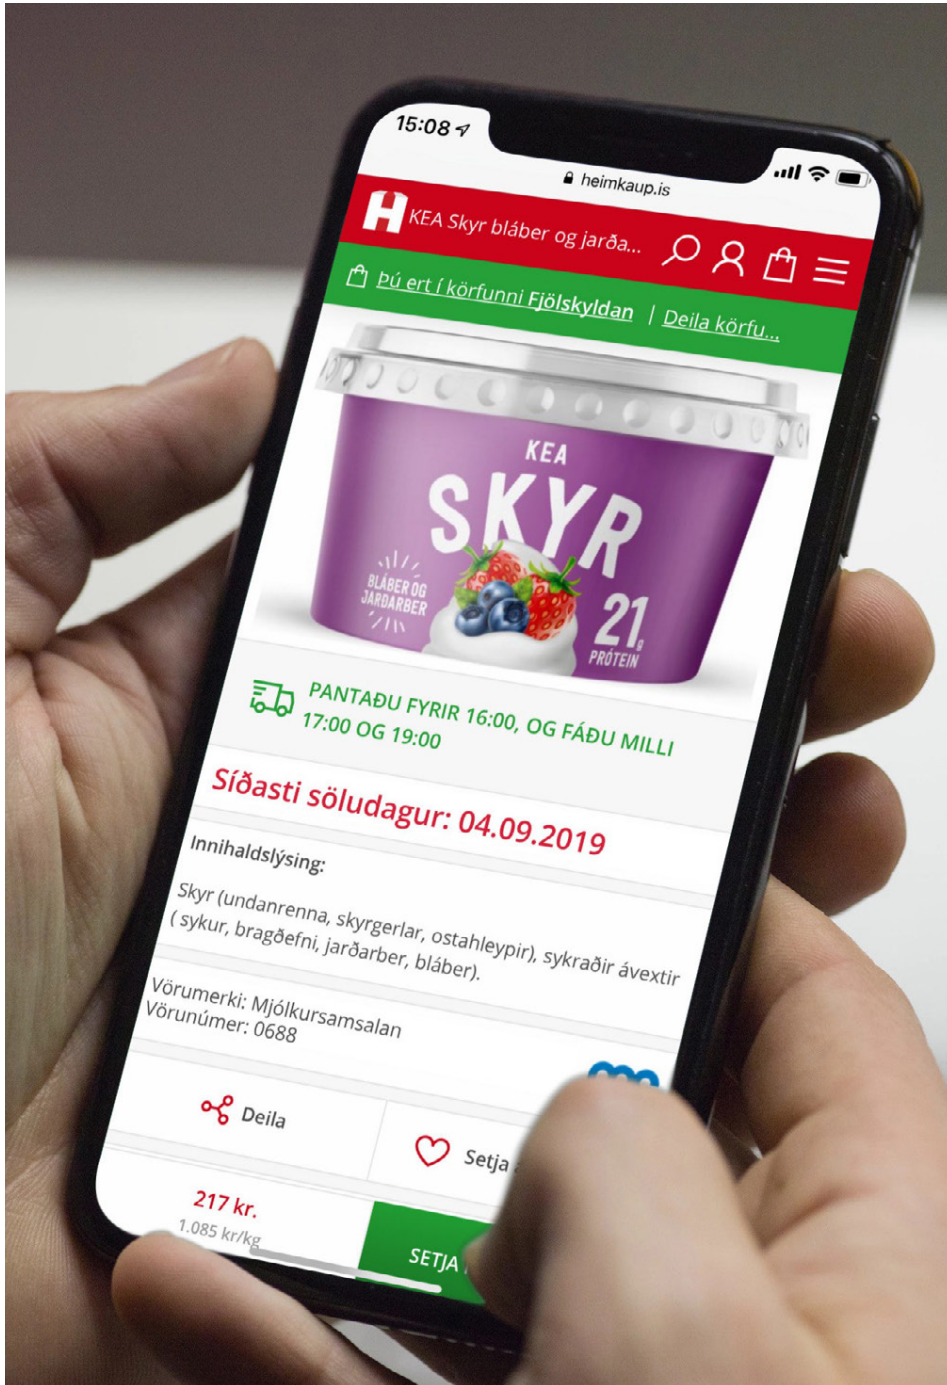 15:08
heimkaup.is
H KEA Skyr bláber og jarða...
Þú ert í körfunni Fjölskyldan | Deila körfu...
KEA
SKYR
BLÁBER OG
JARÐARBER
21g
PRÓTEIN
PANTAÐU FYRIR 16:00, OG FÁÐU MILLI
17:00 OG 19:00
Síðasti söludagur: 04.09.2019
Innihaldslýsing:
Skyr (undanrenna, skyrgerlar, ostahleypir), sykraðir ávextir
( sykur, bragðefni, jarðarber, bláber).
Vörumerki: Mjólkursamsalan
Vörunúmer: 0688
Deila
Setja
217 kr.
1.085 kr/kg
SETJA